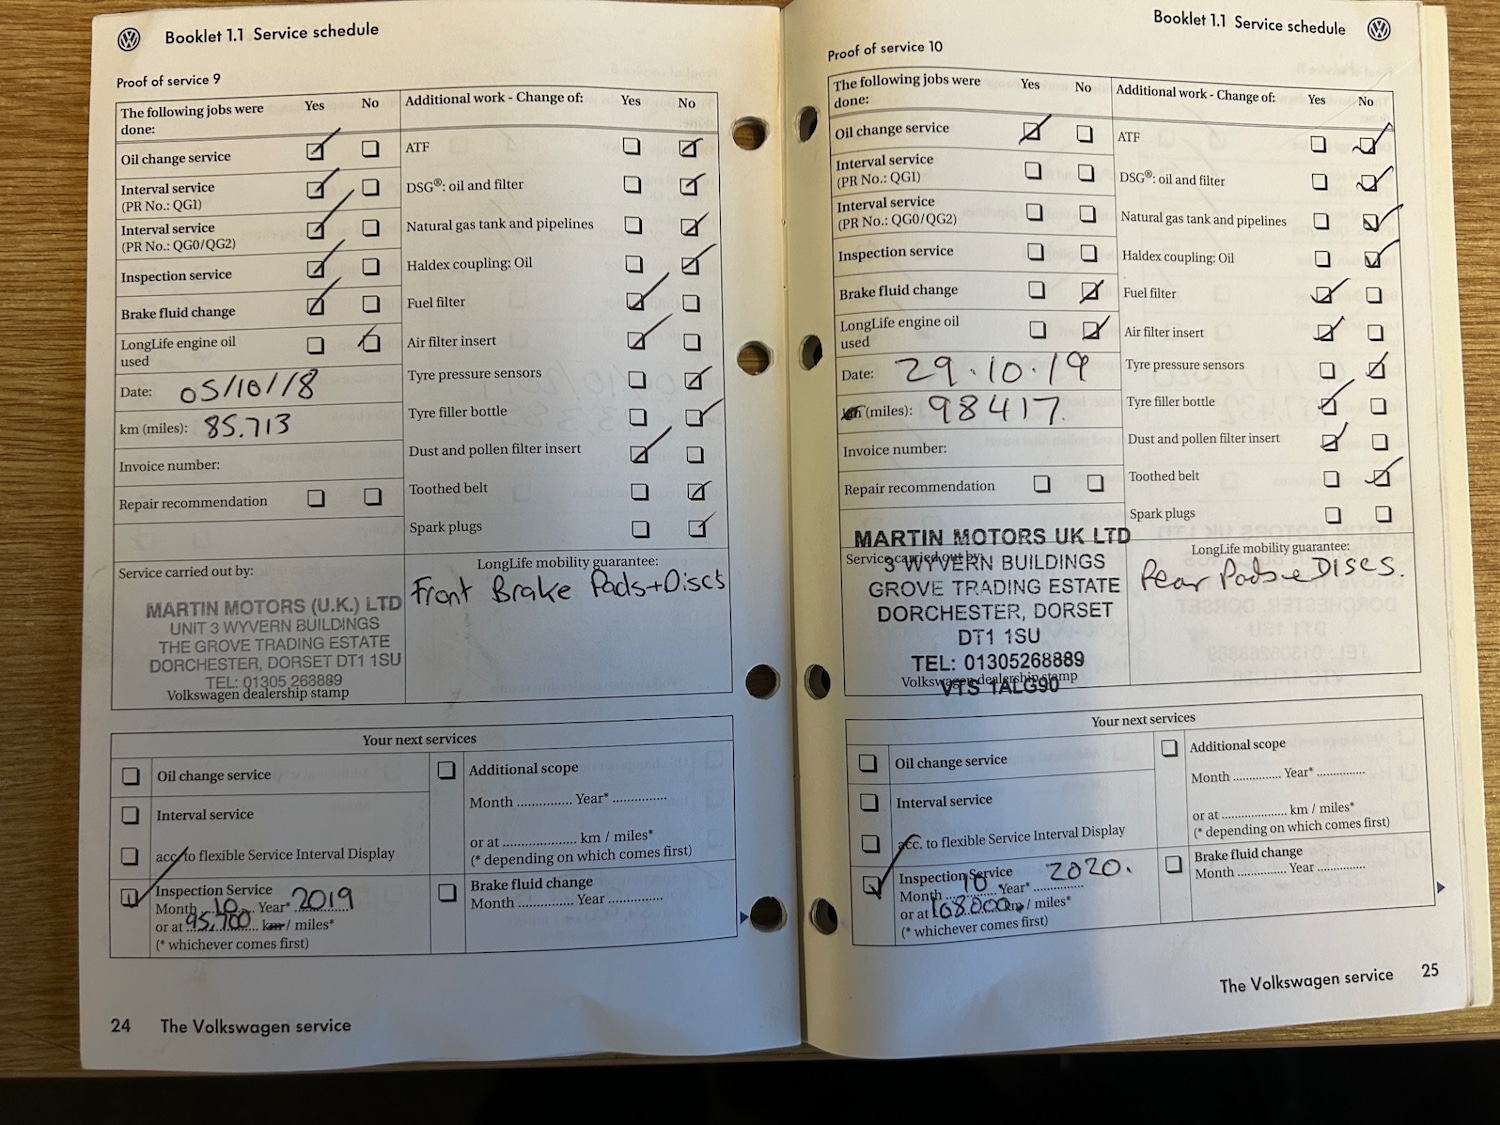 Booklet 1.1 Service schedule
Proof of service 9
The following jobs were done:
Yes No
Additional work - Change of:
Yes No
Oil change service
Interval service
(PR No.: QG1)
Interval service
(PR No.: QG0/QG2)
Inspection service
Brake fluid change
LongLife engine oil
used
Date: 05/10/18
km (miles): 85.713
Invoice number:
Repair recommendation
ATF
DSG®: oil and filter
Natural gas tank and pipelines
Haldex coupling: Oil
Fuel filter
Air filter insert
Tyre pressure sensors
Tyre filler bottle
Dust and pollen filter insert
Toothed belt
Spark plugs
Service carried out by:
MARTIN MOTORS (U.K.) LTD
UNIT 3 WYVERN BUILDINGS
THE GROVE TRADING ESTATE
DORCHESTER, DORSET DT1 1SU
TEL: 01305 268889
Volkswagen dealership stamp
LongLife mobility guarantee:
Front Brake Pads+Discs
Your next services
Oil change service
Interval service
acc. to flexible Service Interval Display
Inspection Service
Month 10 Year* 2019
or at 95,700 km / miles*
(* whichever comes first)
Additional scope
Month .............. Year* ..............
or at .................... km / miles*
(* depending on which comes first)
Brake fluid change
Month .............. Year ..............
24 The Volkswagen service
Booklet 1.1 Service schedule
Proof of service 10
The following jobs were
done:
Yes No
Additional work - Change of:
Yes No
Oil change service
Interval service
(PR No.: QG1)
Interval service
(PR No.: QG0/QG2)
Inspection service
Brake fluid change
LongLife engine oil
used
Date: 29.10.19
(miles): 98417
Invoice number:
Repair recommendation
ATF
DSG®: oil and filter
Natural gas tank and pipelines
Haldex coupling: Oil
Fuel filter
Air filter insert
Tyre pressure sensors
Tyre filler bottle
Dust and pollen filter insert
Toothed belt
Spark plugs
Service carried out by:
MARTIN MOTORS UK LTD
3 WYVERN BUILDINGS
GROVE TRADING ESTATE
DORCHESTER, DORSET
DT1 1SU
TEL: 01305268889
Volkswagen dealership stamp
VTS 1ALG90
LongLife mobility guarantee:
Rear Pads e Discs.
Your next services
Oil change service
Interval service
acc. to flexible Service Interval Display
Inspection Service
Month 10 Year* 2020.
or at 108000 km / miles*
(* whichever comes first)
Additional scope
Month .............. Year* ..............
or at .................... km / miles*
(* depending on which comes first)
Brake fluid change
Month .............. Year ..............
The Volkswagen service 25